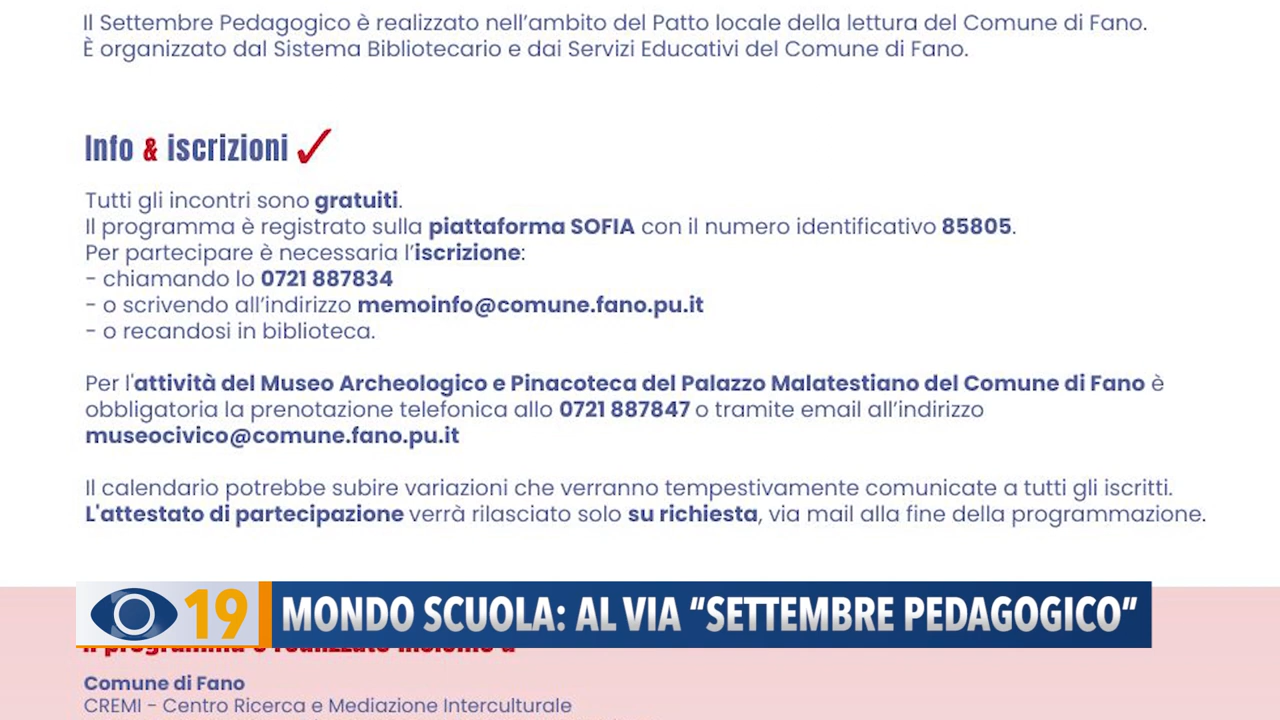 Il Settembre Pedagogico è realizzato nell’ambito del Patto locale della lettura del Comune di Fano.
È organizzato dal Sistema Bibliotecario e dai Servizi Educativi del Comune di Fano.
Info & iscrizioni ✓
Tutti gli incontri sono gratuiti.
Il programma è registrato sulla piattaforma SOFIA con il numero identificativo 85805.
Per partecipare è necessaria l’iscrizione:
- chiamando lo 0721 887834
- o scrivendo all’indirizzo memoinfo@comune.fano.pu.it
- o recandosi in biblioteca.
Per l'attività del Museo Archeologico e Pinacoteca del Palazzo Malatestiano del Comune di Fano è
obbligatoria la prenotazione telefonica allo 0721 887847 o tramite email all’indirizzo
museocivico@comune.fano.pu.it
Il calendario potrebbe subire variazioni che verranno tempestivamente comunicate a tutti gli iscritti.
L'attestato di partecipazione verrà rilasciato solo su richiesta, via mail alla fine della programmazione.
19 MONDO SCUOLA: AL VIA “SETTEMBRE PEDAGOGICO”
Comune di Fano
CREMI - Centro Ricerca e Mediazione Interculturale